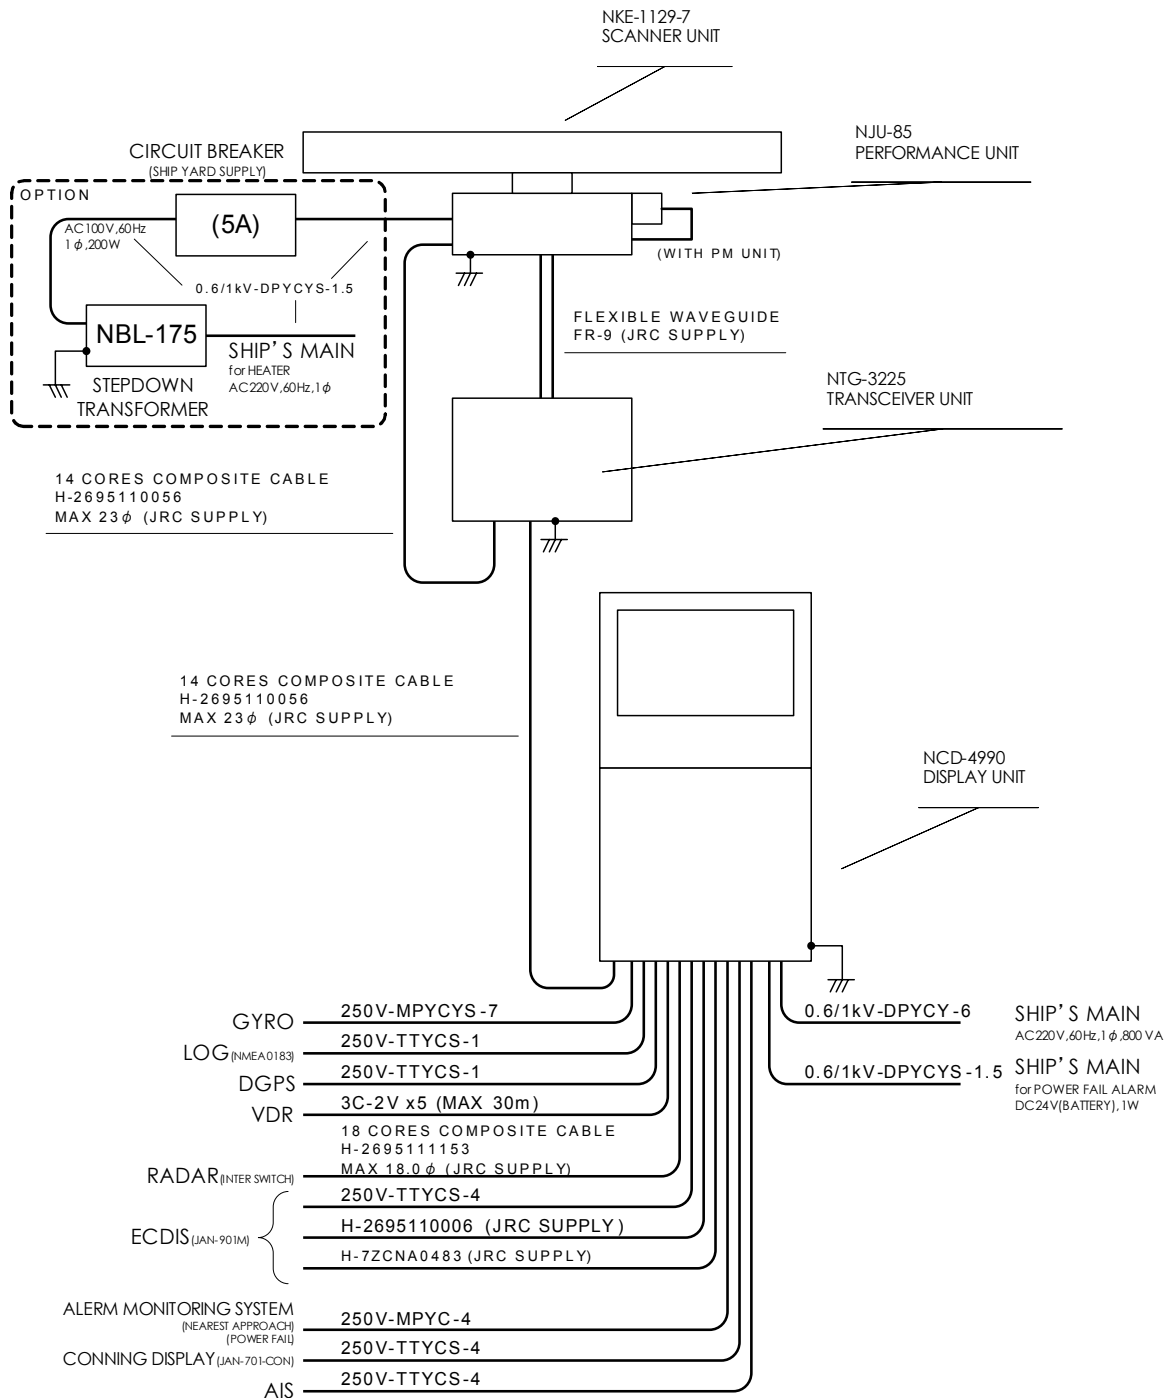 NKE-1129-7
SCANNER UNIT
NJU-85
PERFORMANCE UNIT
CIRCUIT BREAKER
(SHIP YARD SUPPLY)
OPTION
AC100V,60Hz
1φ,200W
(5A)
(WITH PM UNIT)
0.6/1kV-DPYCYS-1.5
NBL-175
SHIP'S MAIN
for HEATER
AC220V,60Hz,1φ
STEPDOWN
TRANSFORMER
FLEXIBLE WAVEGUIDE
FR-9 (JRC SUPPLY)
NTG-3225
TRANSCEIVER UNIT
14 CORES COMPOSITE CABLE
H-2695110056
MAX 23φ (JRC SUPPLY)
14 CORES COMPOSITE CABLE
H-2695110056
MAX 23φ (JRC SUPPLY)
NCD-4990
DISPLAY UNIT
GYRO 250V-MPYCYS-7
LOG(NMEA0183) 250V-TTYCS-1
DGPS 250V-TTYCS-1
VDR 3C-2V x5 (MAX 30m)
18 CORES COMPOSITE CABLE
H-2695111153
RADAR(INTER SWITCH) MAX 18.0φ (JRC SUPPLY)
250V-TTYCS-4
ECDIS(JAN-901M) H-2695110006 (JRC SUPPLY)
H-7ZCNA0483 (JRC SUPPLY)
ALERM MONITORING SYSTEM
(NEAREST APPROACH)
(POWER FAIL)
250V-MPYC-4
CONNING DISPLAY(JAN-701-CON) 250V-TTYCS-4
AIS 250V-TTYCS-4
0.6/1kV-DPYCY-6 SHIP'S MAIN
AC220V,60Hz,1φ,800 VA
0.6/1kV-DPYCYS-1.5 SHIP'S MAIN
for POWER FAIL ALARM
DC24V(BATTERY),1W